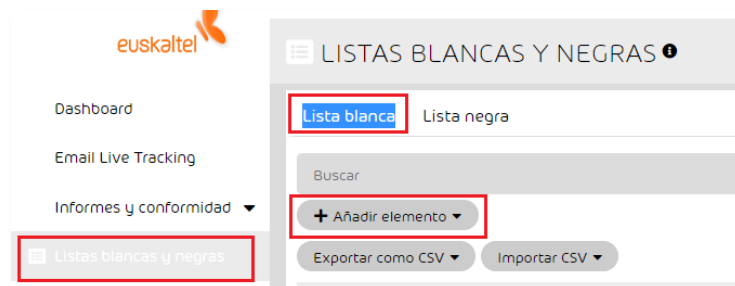 euskaltel
LISTAS BLANCAS Y NEGRAS
Dashboard
Email Live Tracking
Informes y conformidad
Listas blancas y negras
Lista blanca Lista negra
Buscar
+ Añadir elemento
Exportar como CSV Importar CSV